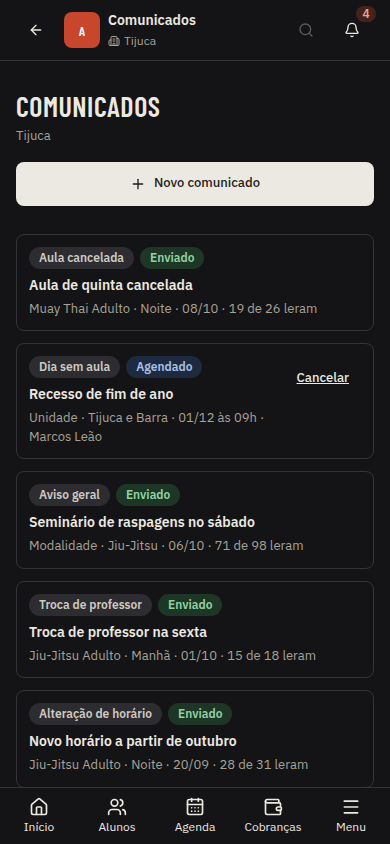 A
Comunicados
Tijuca
4
COMUNICADOS
Tijuca
Novo comunicado
Aula cancelada
Enviado
Aula de quinta cancelada
Muay Thai Adulto · Noite · 08/10 · 19 de 26 leram
Dia sem aula
Agendado
Cancelar
Recesso de fim de ano
Unidade · Tijuca e Barra · 01/12 às 09h ·
Marcos Leão
Aviso geral
Enviado
Seminário de raspagens no sábado
Modalidade · Jiu-Jitsu · 06/10 · 71 de 98 leram
Troca de professor
Enviado
Troca de professor na sexta
Jiu-Jitsu Adulto · Manhã · 01/10 · 15 de 18 leram
Alteração de horário
Enviado
Novo horário a partir de outubro
Jiu-Jitsu Adulto · Noite · 20/09 · 28 de 31 leram
Início
Alunos
Agenda
Cobranças
Menu